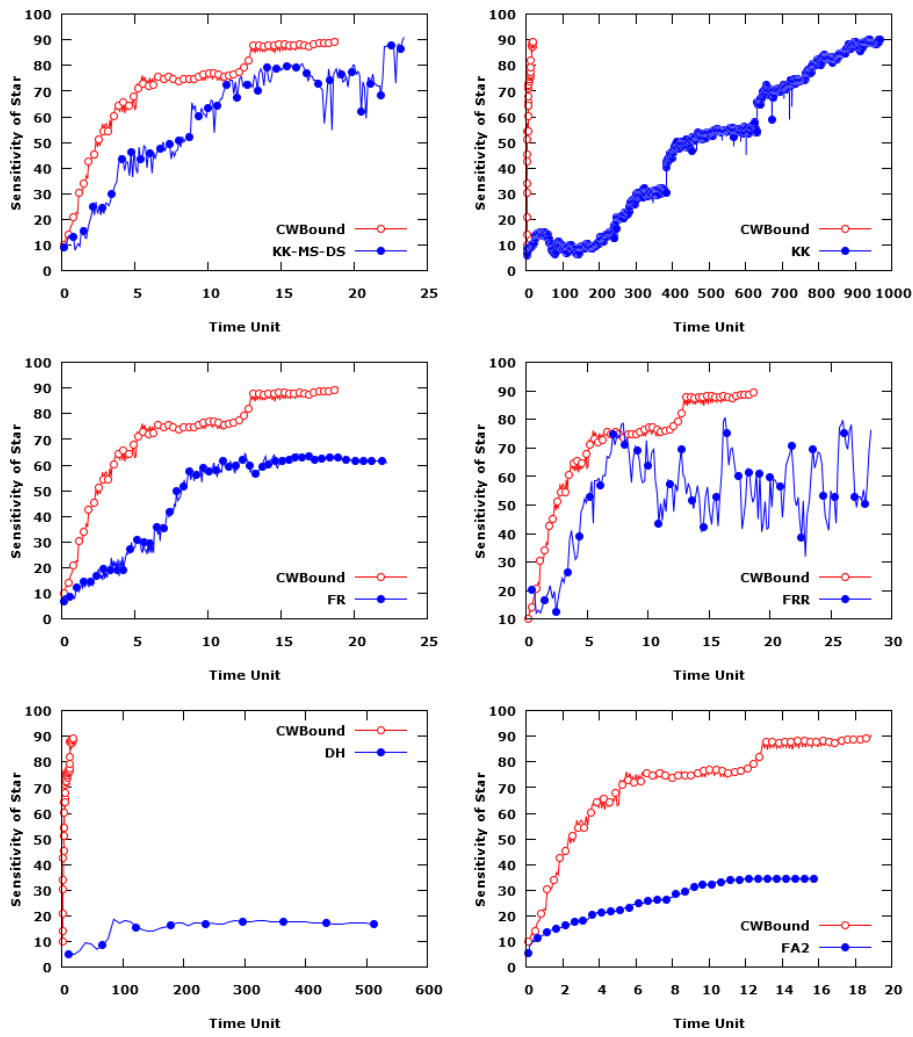 100
90
80
70
60
50
40
30
20
10
0
Sensitivity of Star
CWBound
KK-MS-DS
0 5 10 15 20 25
Time Unit
100
90
80
70
60
50
40
30
20
10
0
Sensitivity of Star
CWBound
KK
0 100 200 300 400 500 600 700 800 900 1000
Time Unit
100
90
80
70
60
50
40
30
20
10
0
Sensitivity of Star
CWBound
FR
0 5 10 15 20 25
Time Unit
100
90
80
70
60
50
40
30
20
10
Sensitivity of Star
CWBound
FRR
0 5 10 15 20 25 30
Time Unit
100
90
80
70
60
50
40
30
20
10
0
Sensitivity of Star
CWBound
DH
0 100 200 300 400 500 600
Time Unit
100
90
80
70
60
50
40
30
20
10
0
Sensitivity of Star
CWBound
FA2
0 2 4 6 8 10 12 14 16 18 20
Time Unit